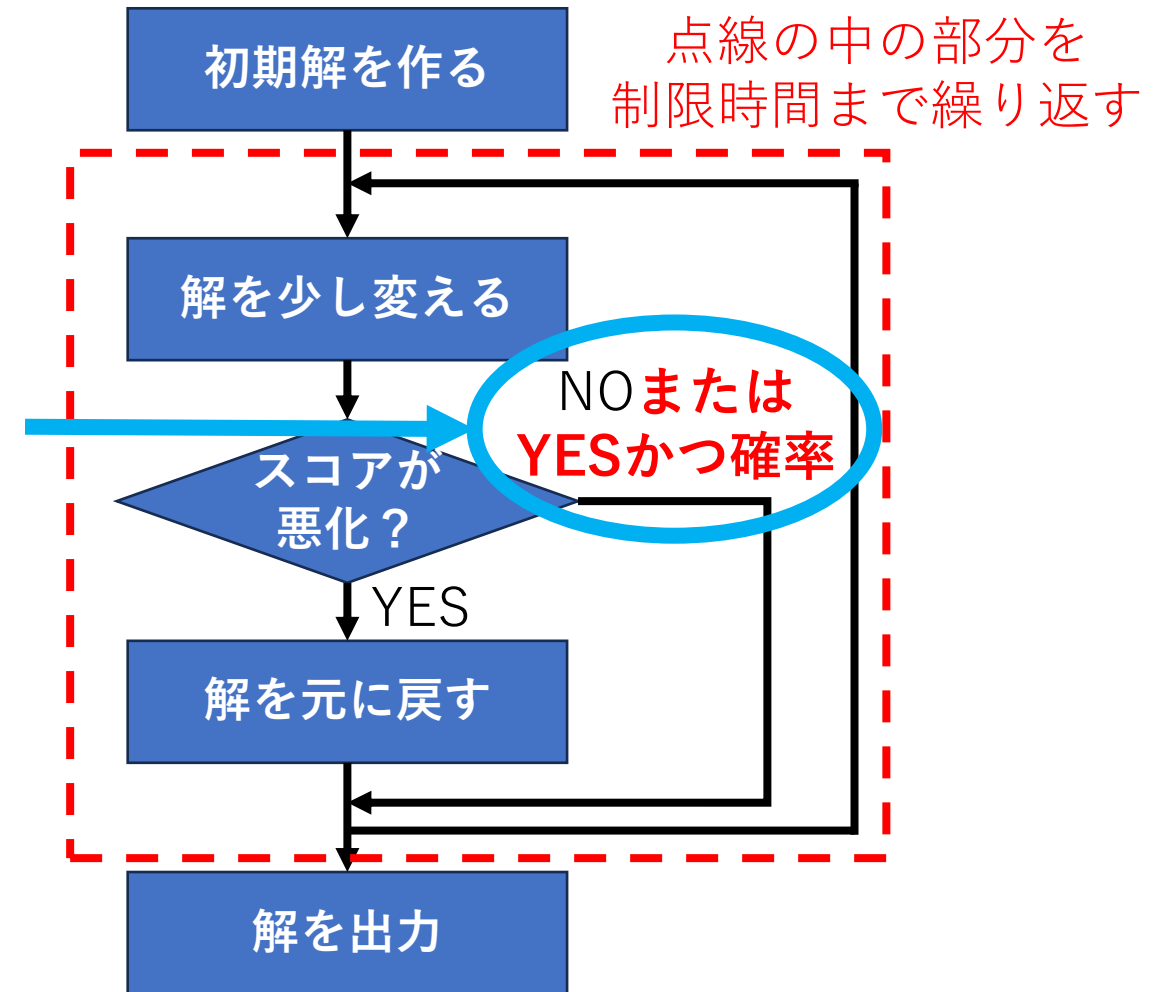 点線の中の部分を
制限時間まで繰り返す
初期解を作る
解を少し変える
NOまたは
YESかつ確率
スコアが
悪化？
YES
解を元に戻す
解を出力